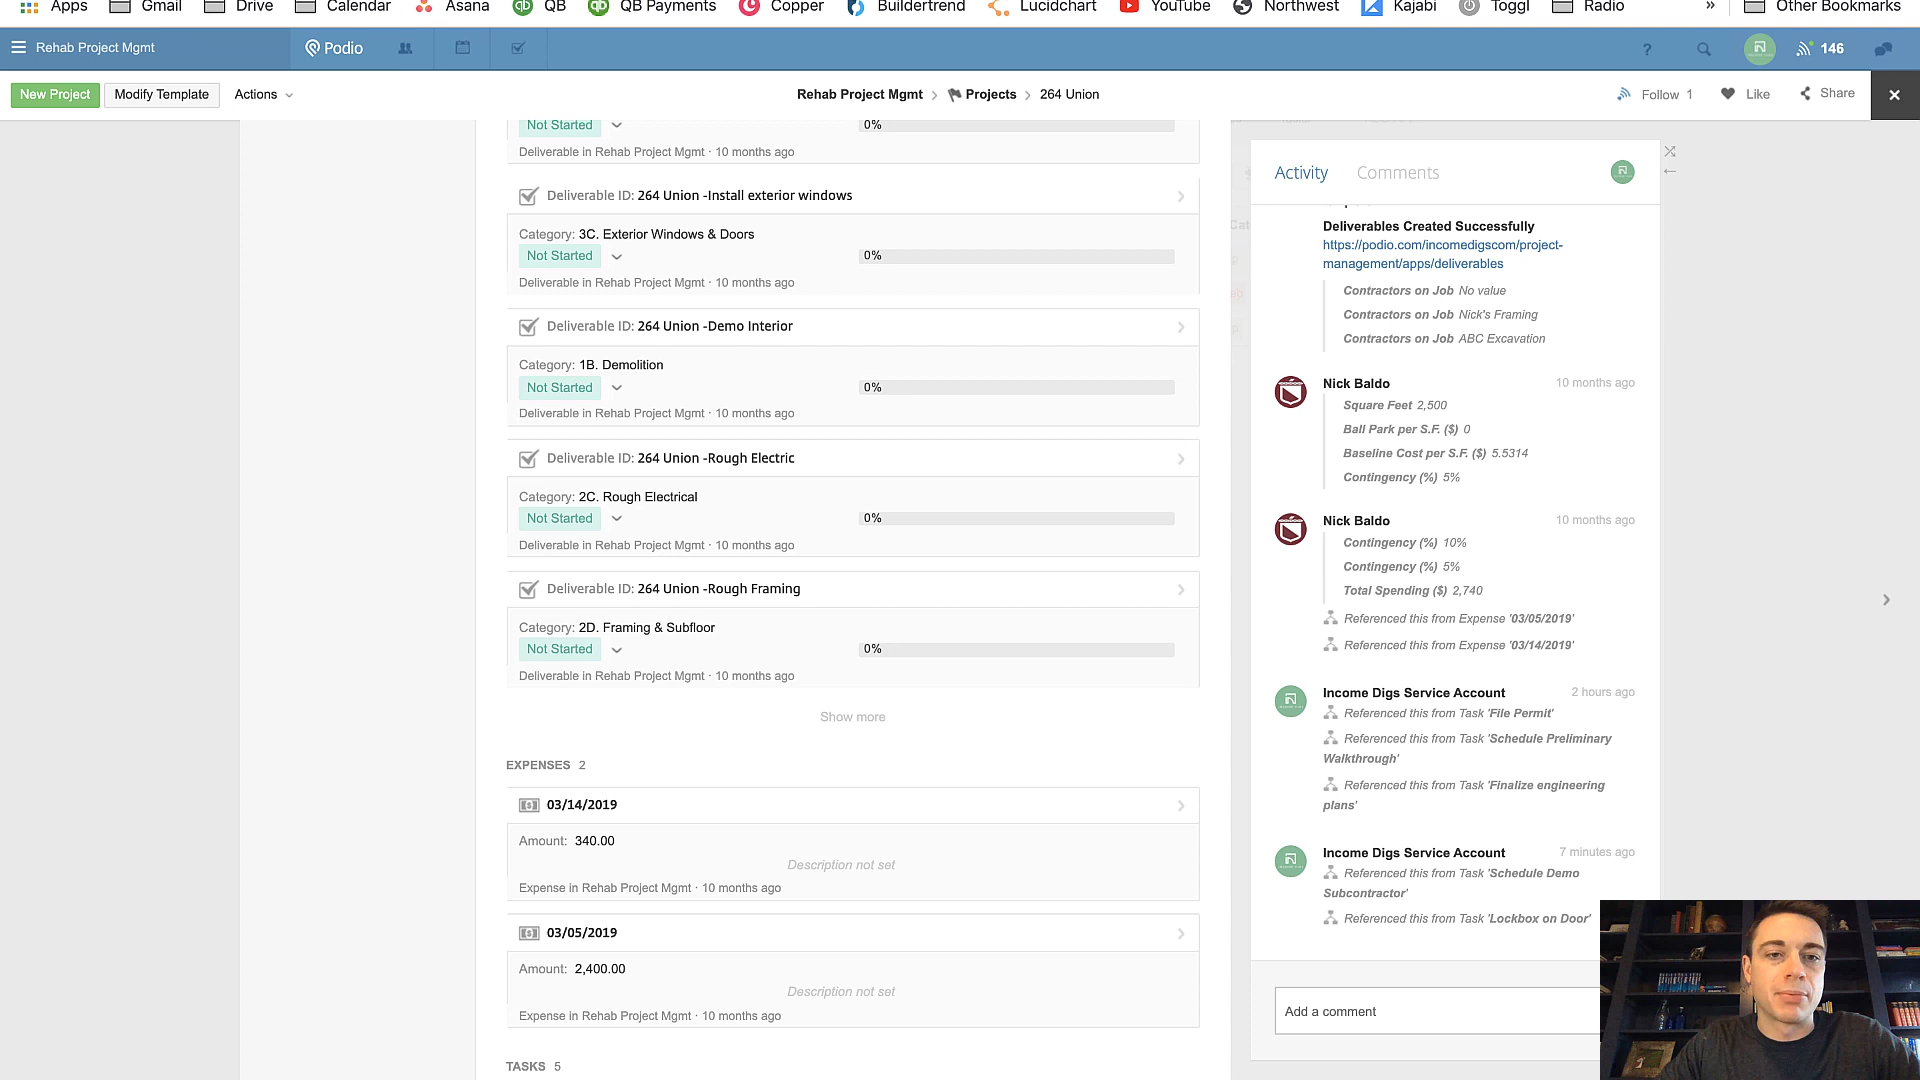 Apps Gmail Drive Calendar Asana QB QB Payments Copper Buildertrend Lucidchart YouTube Northwest Kajabi Toggl Radio » Other Bookmarks
Rehab Project Mgmt Podio ? 146
New Project Modify Template Actions Rehab Project Mgmt > Projects > 264 Union Follow 1 Like Share
Not Started 0%
Deliverable in Rehab Project Mgmt · 10 months ago
Deliverable ID: 264 Union -Install exterior windows
Category: 3C. Exterior Windows & Doors
Not Started 0%
Deliverable in Rehab Project Mgmt · 10 months ago
Deliverable ID: 264 Union -Demo Interior
Category: 1B. Demolition
Not Started 0%
Deliverable in Rehab Project Mgmt · 10 months ago
Deliverable ID: 264 Union -Rough Electric
Category: 2C. Rough Electrical
Not Started 0%
Deliverable in Rehab Project Mgmt · 10 months ago
Deliverable ID: 264 Union -Rough Framing
Category: 2D. Framing & Subfloor
Not Started 0%
Deliverable in Rehab Project Mgmt · 10 months ago
Show more
EXPENSES 2
03/14/2019
Amount: 340.00
Description not set
Expense in Rehab Project Mgmt · 10 months ago
03/05/2019
Amount: 2,400.00
Description not set
Expense in Rehab Project Mgmt · 10 months ago
TASKS 5
Activity Comments
Deliverables Created Successfully
https://podio.com/incomedigscom/project-
management/apps/deliverables
Contractors on Job No value
Contractors on Job Nick's Framing
Contractors on Job ABC Excavation
Nick Baldo 10 months ago
Square Feet 2,500
Ball Park per S.F. ($) 0
Baseline Cost per S.F. ($) 5.5314
Contingency (%) 5%
Nick Baldo 10 months ago
Contingency (%) 10%
Contingency (%) 5%
Total Spending ($) 2,740
Referenced this from Expense '03/05/2019'
Referenced this from Expense '03/14/2019'
Income Digs Service Account 2 hours ago
Referenced this from Task 'File Permit'
Referenced this from Task 'Schedule Preliminary
Walkthrough'
Referenced this from Task 'Finalize engineering
plans'
Income Digs Service Account 7 minutes ago
Referenced this from Task 'Schedule Demo
Subcontractor'
Referenced this from Task 'Lockbox on Door'
Add a comment